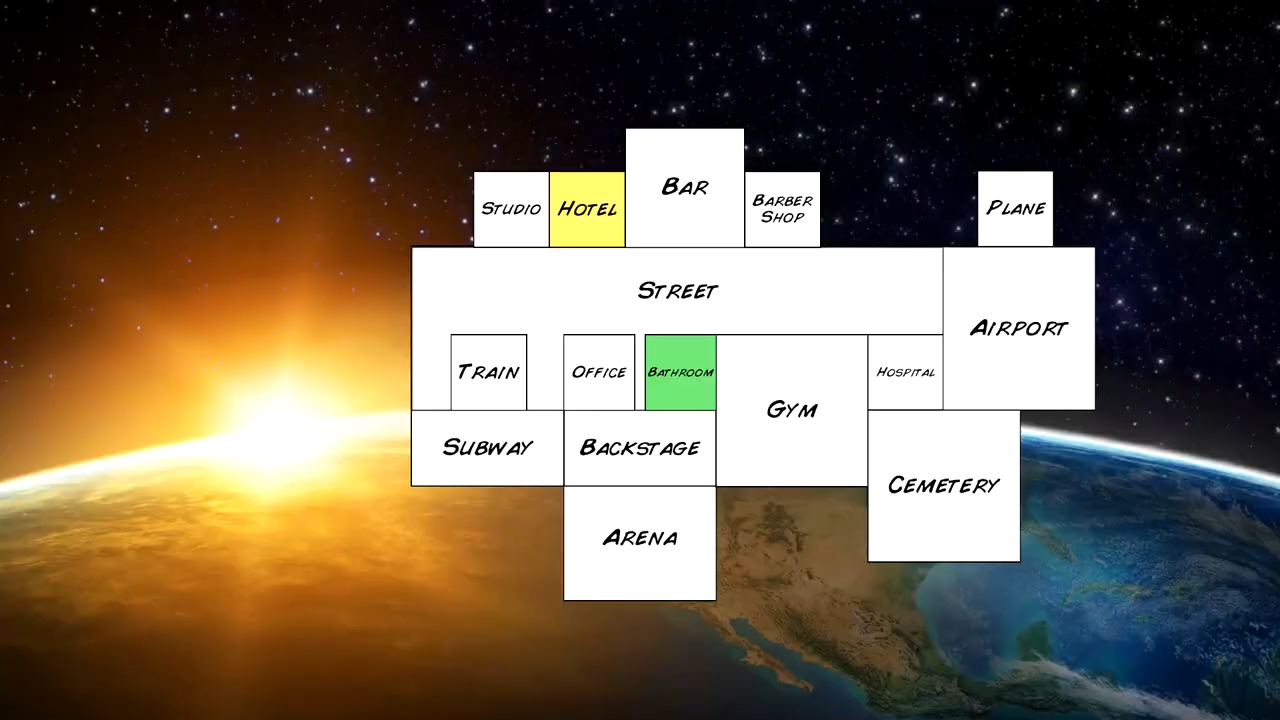 BAR
STUDIO
HOTEL
BARBER
SHOP
PLANE
STREET
AIRPORT
TRAIN
OFFICE
BATHROOM
HOSPITAL
GYM
SUBWAY
BACKSTAGE
CEMETERY
ARENA